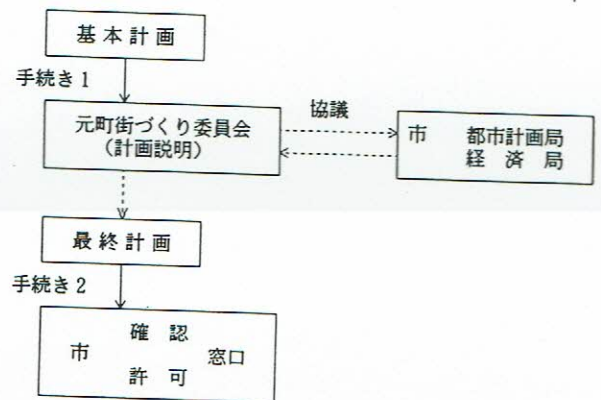 基本計画
手続き1
元町街づくり委員会
（計画説明）
協議
市 都市計画局
経済局
最終計画
手続き2
確認
市 窓口
許可